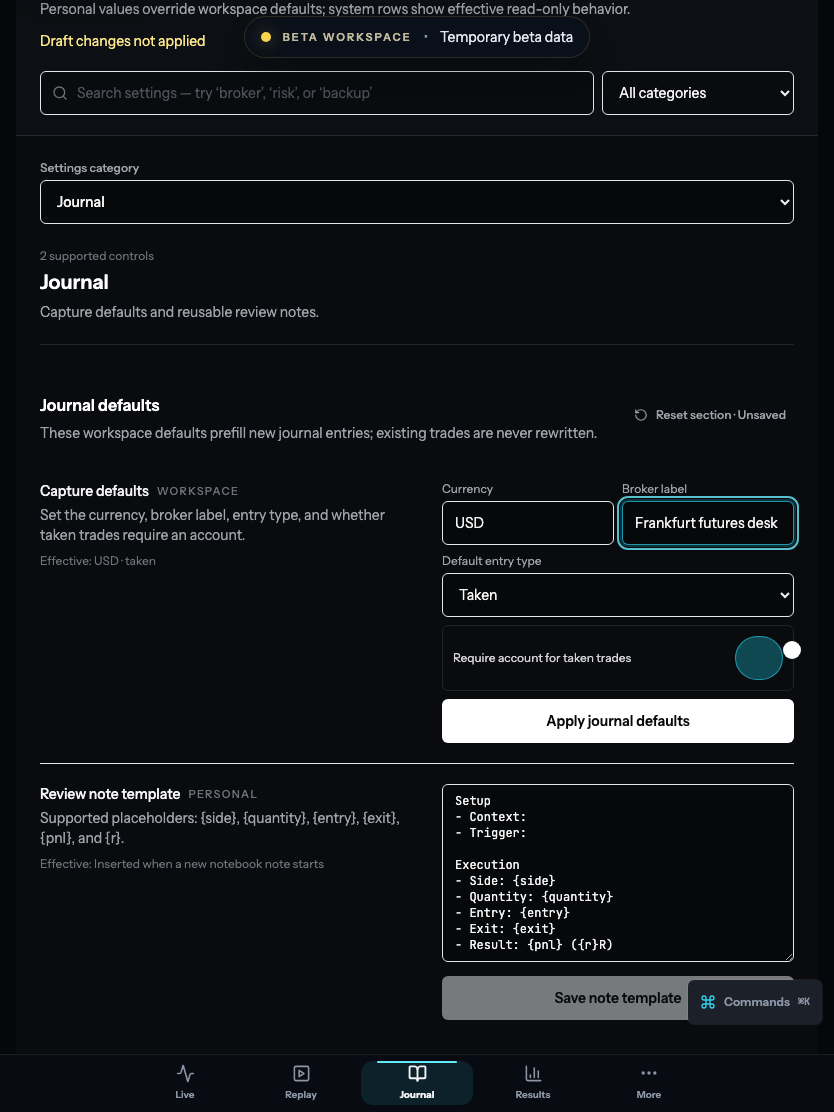 Personal values override workspace defaults; system rows show effective read-only behavior.
Draft changes not applied
BETA WORKSPACE · Temporary beta data
Search settings — try ‘broker’, ‘risk’, or ‘backup’
All categories
Settings category
Journal
2 supported controls
Journal
Capture defaults and reusable review notes.
Journal defaults
Reset section · Unsaved
These workspace defaults prefill new journal entries; existing trades are never rewritten.
Capture defaults WORKSPACE
Set the currency, broker label, entry type, and whether
taken trades require an account.
Effective: USD · taken
Currency
Broker label
USD
Frankfurt futures desk
Default entry type
Taken
Require account for taken trades
Apply journal defaults
Review note template PERSONAL
Supported placeholders: {side}, {quantity}, {entry}, {exit},
{pnl}, and {r}.
Effective: Inserted when a new notebook note starts
Setup
- Context:
- Trigger:
Execution
- Side: {side}
- Quantity: {quantity}
- Entry: {entry}
- Exit: {exit}
- Result: {pnl} ({r}R)
Save note template
Commands ⌘K
Live
Replay
Journal
Results
More